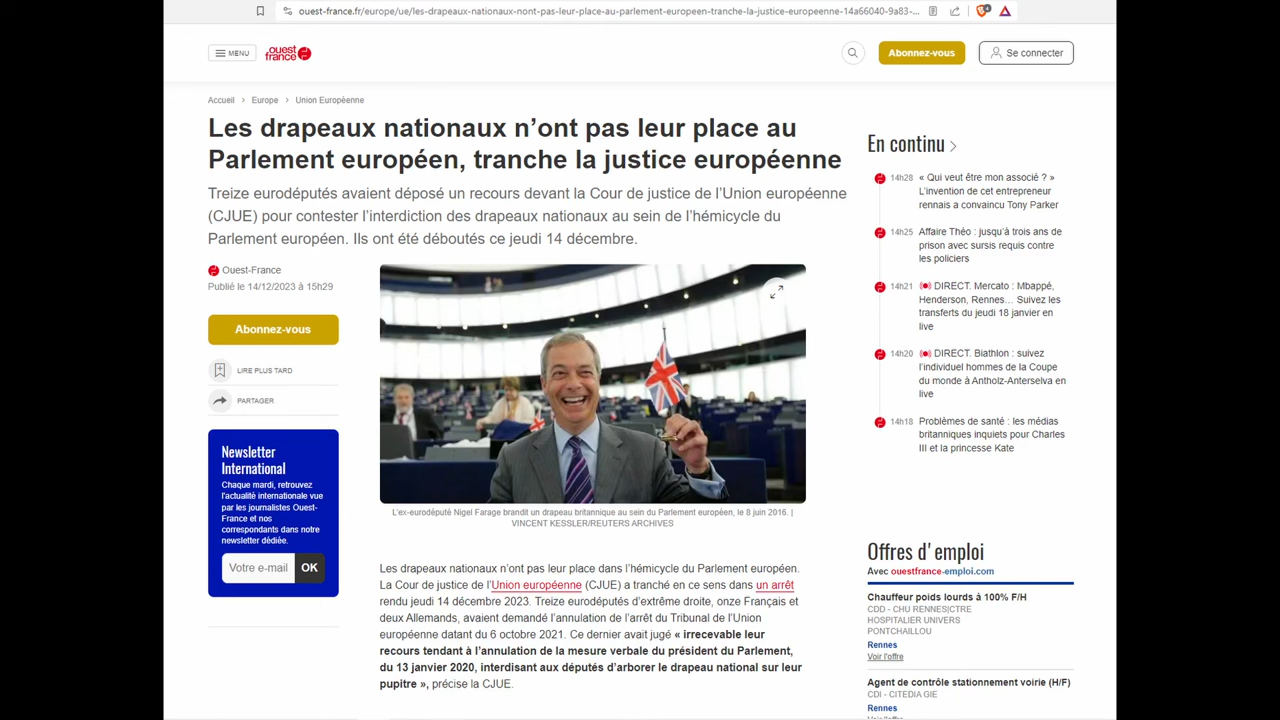 ouest-france.fr/europe/ue/les-drapeaux-nationaux-nont-pas-leur-place-au-parlement-europeen-tranche-la-justice-europeenne-14a66040-9a83-...
4
MENU
ouest
france
Abonnez-vous
Se connecter
Accueil > Europe > Union Européenne
Les drapeaux nationaux n’ont pas leur place au
Parlement européen, tranche la justice européenne
Treize eurodéputés avaient déposé un recours devant la Cour de justice de l’Union européenne
(CJUE) pour contester l’interdiction des drapeaux nationaux au sein de l’hémicycle du
Parlement européen. Ils ont été déboutés ce jeudi 14 décembre.
Ouest-France
Publié le 14/12/2023 à 15h29
Abonnez-vous
LIRE PLUS TARD
PARTAGER
Newsletter
International
Chaque mardi, retrouvez
l'actualité internationale vue
par les journalistes Ouest-
France et nos
correspondants dans notre
newsletter dédiée.
Votre e-mail OK
L’ex-eurodéputé Nigel Farage brandit un drapeau britannique au sein du Parlement européen, le 8 juin 2016. |
VINCENT KESSLER/REUTERS ARCHIVES
Les drapeaux nationaux n’ont pas leur place dans l’hémicycle du Parlement européen.
La Cour de justice de l’Union européenne (CJUE) a tranché en ce sens dans un arrêt
rendu jeudi 14 décembre 2023. Treize eurodéputés d’extrême droite, onze Français et
deux Allemands, avaient demandé l’annulation de l’arrêt du Tribunal de l’Union
européenne datant du 6 octobre 2021. Ce dernier avait jugé « irrecevable leur
recours tendant à l’annulation de la mesure verbale du président du Parlement,
du 13 janvier 2020, interdisant aux députés d’arborer le drapeau national sur leur
pupitre », précise la CJUE.
En continu >
14h28 « Qui veut être mon associé ? »
L’invention de cet entrepreneur
rennais a convaincu Tony Parker
14h25 Affaire Théo : jusqu’à trois ans de
prison avec sursis requis contre
les policiers
14h21 DIRECT. Mercato : Mbappé,
Henderson, Rennes… Suivez les
transferts du jeudi 18 janvier en
live
14h20 DIRECT. Biathlon : suivez
l’individuel hommes de la Coupe
du monde à Antholz-Anterselva en
live
14h18 Problèmes de santé : les médias
britanniques inquiets pour Charles
III et la princesse Kate
Offres d'emploi
Avec ouestfrance-emploi.com
Chauffeur poids lourds à 100% F/H
CDD - CHU RENNES|CTRE
HOSPITALIER UNIVERS
PONTCHAILLOU
Rennes
Voir l'offre
Agent de contrôle stationnement voirie (H/F)
CDI - CITEDIA GIE
Rennes
Voir l'offre